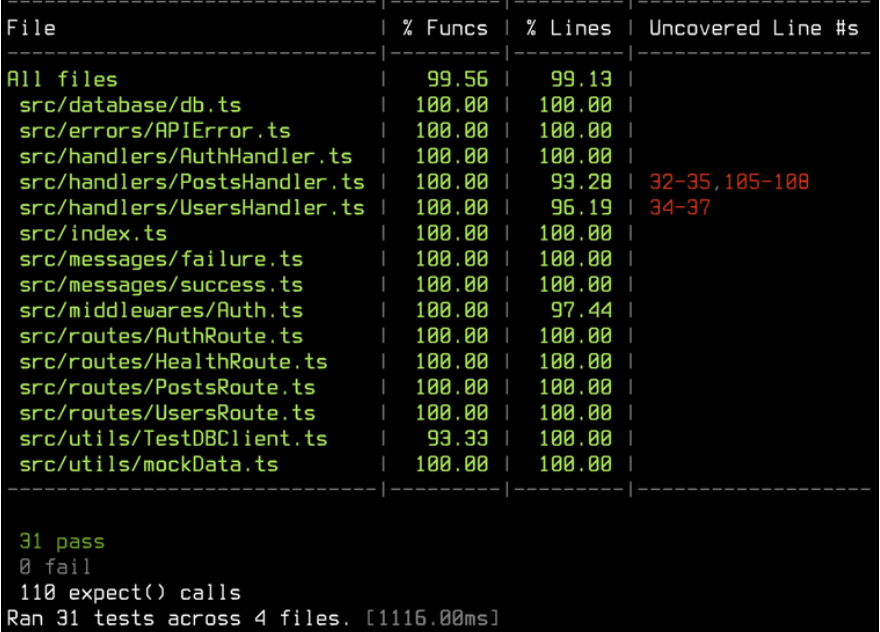 File | % Funcs | % Lines | Uncovered Line #s
All files | 99.56 | 99.13 |
src/database/db.ts | 100.00 | 100.00 |
src/errors/APIError.ts | 100.00 | 100.00 |
src/handlers/AuthHandler.ts | 100.00 | 100.00 |
src/handlers/PostsHandler.ts | 100.00 | 93.28 | 32-35,105-108
src/handlers/UsersHandler.ts | 100.00 | 96.19 | 34-37
src/index.ts | 100.00 | 100.00 |
src/messages/failure.ts | 100.00 | 100.00 |
src/messages/success.ts | 100.00 | 100.00 |
src/middlewares/Auth.ts | 100.00 | 97.44 |
src/routes/AuthRoute.ts | 100.00 | 100.00 |
src/routes/HealthRoute.ts | 100.00 | 100.00 |
src/routes/PostsRoute.ts | 100.00 | 100.00 |
src/routes/UsersRoute.ts | 100.00 | 100.00 |
src/utils/TestDBClient.ts | 93.33 | 100.00 |
src/utils/mockData.ts | 100.00 | 100.00 |
31 pass
0 fail
110 expect() calls
Ran 31 tests across 4 files. [1116.00ms]